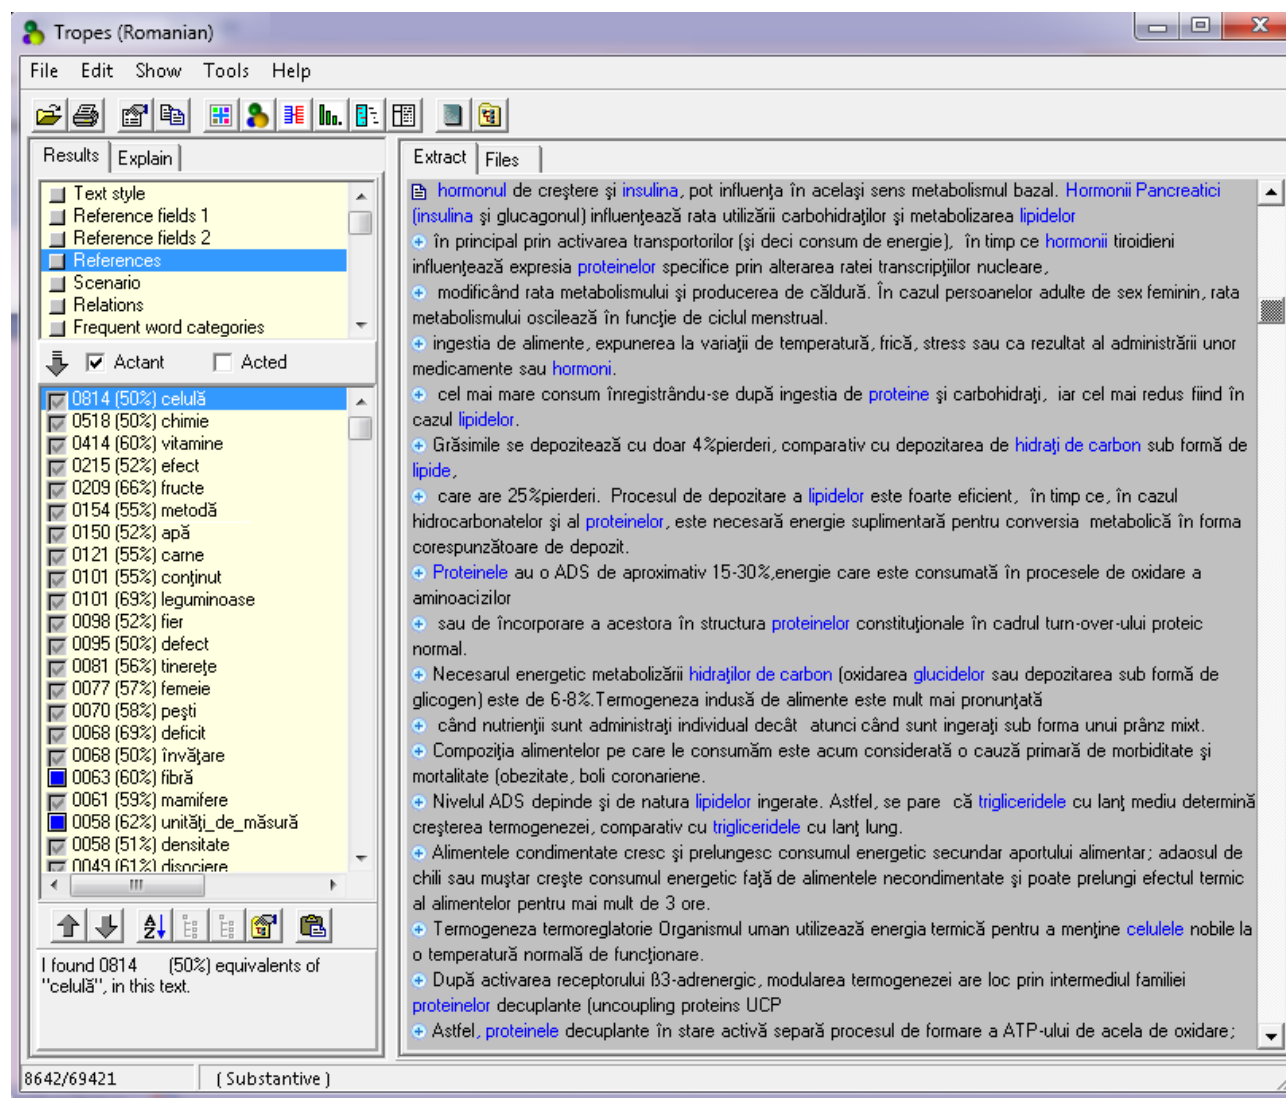 Tropes (Romanian)
File Edit Show Tools Help
Results Explain
Text style
Reference fields 1
Reference fields 2
References
Scenario
Relations
Frequent word categories
Actant Acted
0814 (50%) celulă
0518 (50%) chimie
0414 (60%) vitamine
0215 (52%) efect
0209 (66%) fructe
0154 (55%) metodă
0150 (52%) apă
0121 (55%) carne
0101 (55%) conţinut
0101 (69%) leguminoase
0098 (52%) fier
0095 (50%) defect
0081 (56%) tinereţe
0077 (57%) femeie
0070 (58%) peşti
0068 (69%) deficit
0068 (50%) învăţare
0063 (60%) fibră
0061 (59%) mamifere
0058 (62%) unităţi_de_măsură
0058 (51%) densitate
0049 (61%) disociere
I found 0814 (50%) equivalents of
"celulă", in this text.
Extract Files
hormonul de creştere şi insulina, pot influenţa în acelaşi sens metabolismul bazal. Hormonii Pancreatici
(insulina şi glucagonul) influenţează rata utilizării carbohidraţilor şi metabolizarea lipidelor
în principal prin activarea transportorilor (şi deci consum de energie), în timp ce hormonii tiroidieni
influenţează expresia proteinelor specifice prin alterarea ratei transcripţiilor nucleare,
modificând rata metabolismului şi producerea de căldură. În cazul persoanelor adulte de sex feminin, rata
metabolismului oscilează în funcţie de ciclul menstrual.
ingestia de alimente, expunerea la variaţii de temperatură, frică, stress sau ca rezultat al administrării unor
medicamente sau hormoni.
cel mai mare consum înregistrându-se după ingestia de proteine şi carbohidraţi, iar cel mai redus fiind în
cazul lipidelor.
Grăsimile se depozitează cu doar 4%pierderi, comparativ cu depozitarea de hidraţi de carbon sub formă de
lipide,
care are 25%pierderi. Procesul de depozitare a lipidelor este foarte eficient, în timp ce, în cazul
hidrocarbonatelor şi al proteinelor, este necesară energie suplimentară pentru conversia metabolică în forma
corespunzătoare de depozit.
Proteinele au o ADS de aproximativ 15-30%,energie care este consumată în procesele de oxidare a
aminoacizilor
sau de încorporare a acestora în structura proteinelor constituţionale în cadrul turn-over-ului proteic
normal.
Necesarul energetic metabolizării hidraţilor de carbon (oxidarea glucidelor sau depozitarea sub formă de
glicogen) este de 6-8%.Termogeneza indusă de alimente este mult mai pronunţată
când nutrienţii sunt administraţi individual decât atunci când sunt ingeraţi sub forma unui prânz mixt.
Compoziţia alimentelor pe care le consumăm este acum considerată o cauză primară de morbiditate şi
mortalitate (obezitate, boli coronariene.
Nivelul ADS depinde şi de natura lipidelor ingerate. Astfel, se pare că trigliceridele cu lanţ mediu determină
creşterea termogenezei, comparativ cu trigliceridele cu lanţ lung.
Alimentele condimentate cresc şi prelungesc consumul energetic secundar aportului alimentar; adaosul de
chili sau muştar creşte consumul energetic faţă de alimentele necondimentate şi poate prelungi efectul termic
al alimentelor pentru mai mult de 3 ore.
Termogeneza termoreglatorie Organismul uman utilizează energia termică pentru a menţine celulele nobile la
o temperatură normală de funcţionare.
După activarea receptorului ß3-adrenergic, modularea termogenezei are loc prin intermediul familiei
proteinelor decuplante (uncoupling proteins UCP
Astfel, proteinele decuplante în stare activă separă procesul de formare a ATP-ului de acela de oxidare;
8642/69421 ( Substantive )